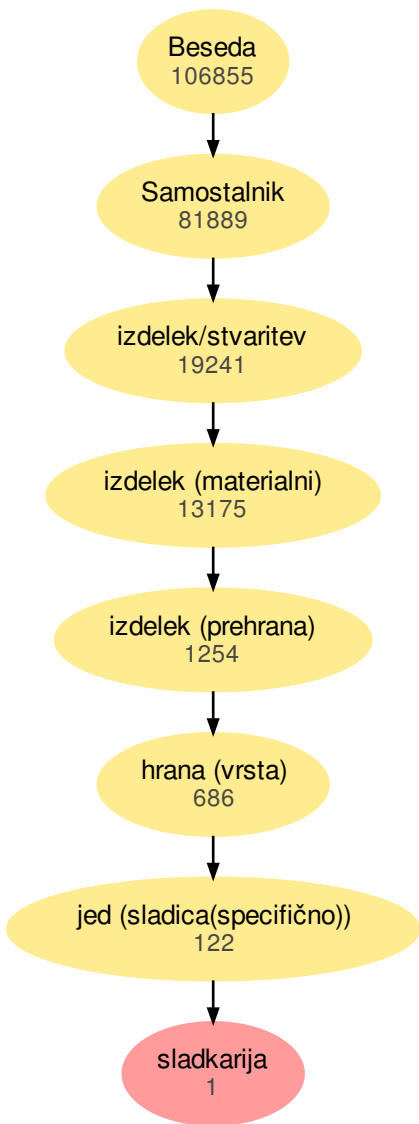 Beseda
106855
Samostalnik
81889
izdelek/stvaritev
19241
izdelek (materialni)
13175
izdelek (prehrana)
1254
hrana (vrsta)
686
jed (sladica(specifično))
122
sladkarija
1